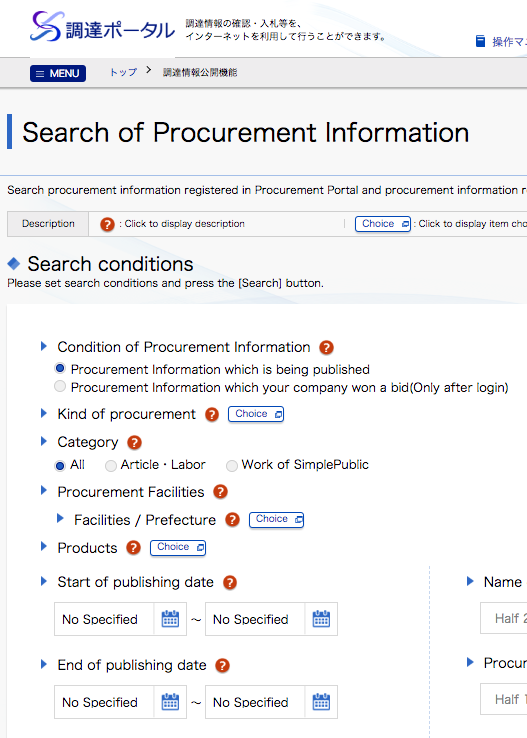 調達ポータル
調達情報の確認・入札等を、
インターネットを利用して行うことができます。
操作マ
MENU
トップ > 調達情報公開機能
Search of Procurement Information
Search procurement information registered in Procurement Portal and procurement information r
Description ? : Click to display description Choice : Click to display item cho
Search conditions
Please set search conditions and press the [Search] button.
Condition of Procurement Information ?
Procurement Information which is being published
Procurement Information which your company won a bid(Only after login)
Kind of procurement ? Choice
Category ?
All Article・Labor Work of SimplePublic
Procurement Facilities ?
Facilities / Prefecture ? Choice
Products ? Choice
Start of publishing date ?
No Specified ～ No Specified
End of publishing date ?
No Specified ～ No Specified
Name
Half 2
Procur
Half 1